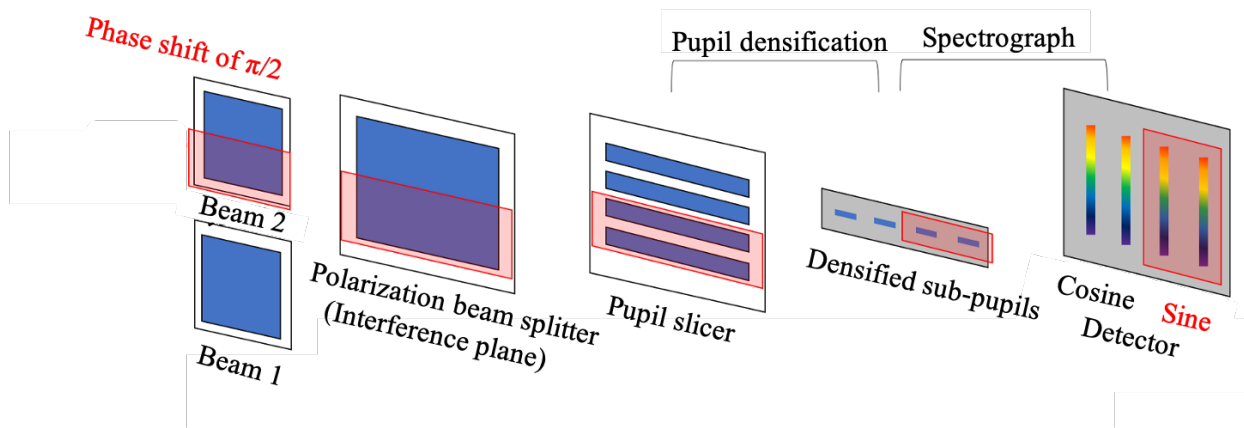 Phase shift of π/2
Pupil densification
Spectrograph
Beam 2
Beam 1
Polarization beam splitter
(Interference plane)
Pupil slicer
Densified sub-pupils
Cosine
Sine
Detector